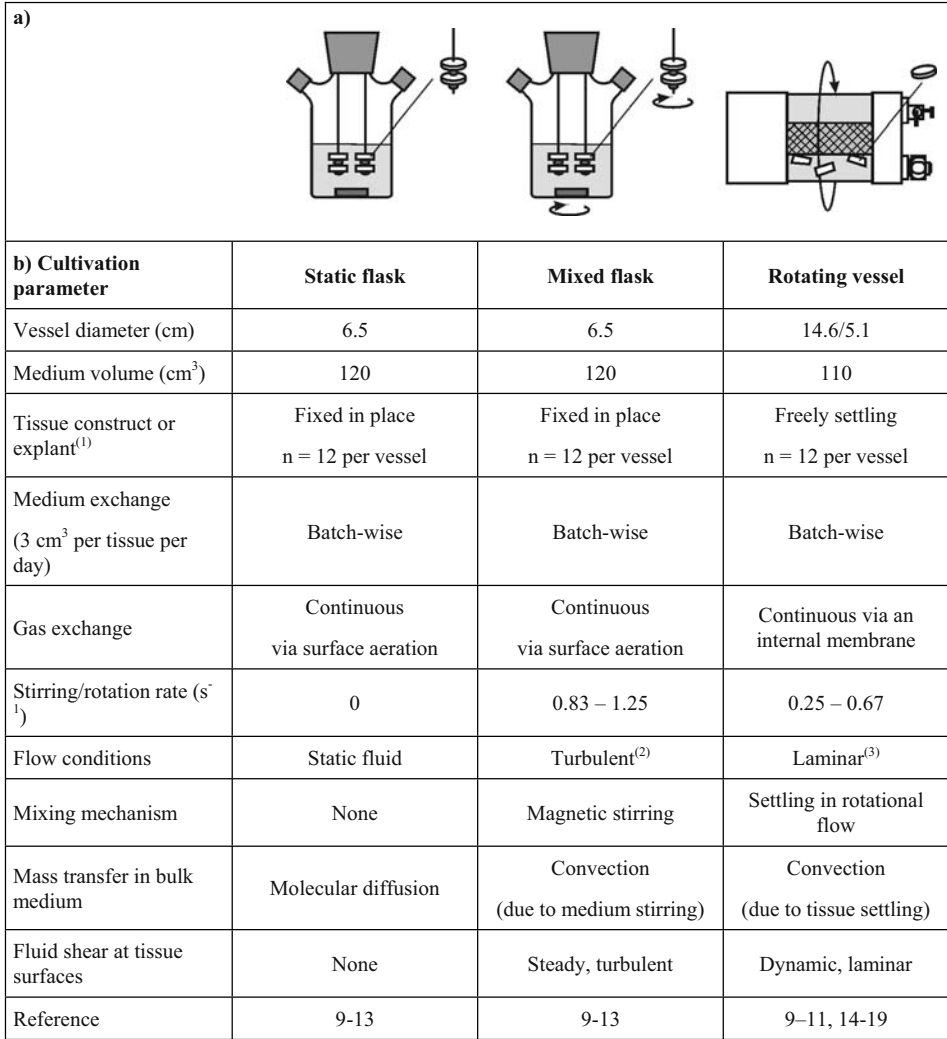 a)
b) Cultivation
parameter
Static flask
Mixed flask
Rotating vessel
Vessel diameter (cm)
6.5
6.5
14.6/5.1
Medium volume (cm³)
120
120
110
Tissue construct or
explant⁽¹⁾
Fixed in place
n = 12 per vessel
Fixed in place
n = 12 per vessel
Freely settling
n = 12 per vessel
Medium exchange
(3 cm³ per tissue per
day)
Batch-wise
Batch-wise
Batch-wise
Gas exchange
Continuous
via surface aeration
Continuous
via surface aeration
Continuous via an
internal membrane
Stirring/rotation rate (s⁻
¹)
0
0.83 – 1.25
0.25 – 0.67
Flow conditions
Static fluid
Turbulent⁽²⁾
Laminar⁽³⁾
Mixing mechanism
None
Magnetic stirring
Settling in rotational
flow
Mass transfer in bulk
medium
Molecular diffusion
Convection
(due to medium stirring)
Convection
(due to tissue settling)
Fluid shear at tissue
surfaces
None
Steady, turbulent
Dynamic, laminar
Reference
9-13
9-13
9–11, 14-19